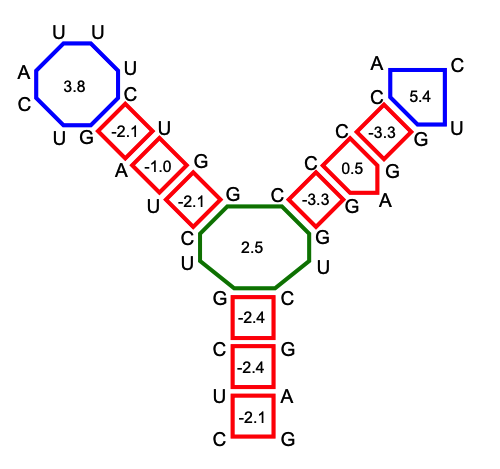 U U
A U A C
3.8 5.4
C C C
U G -2.1 U C -3.3 G U
A -1.0 G C 0.5 G
U -2.1 G C -3.3 G A
C G
U 2.5 U
G C
-2.4
C G
-2.4
U A
-2.1
C G